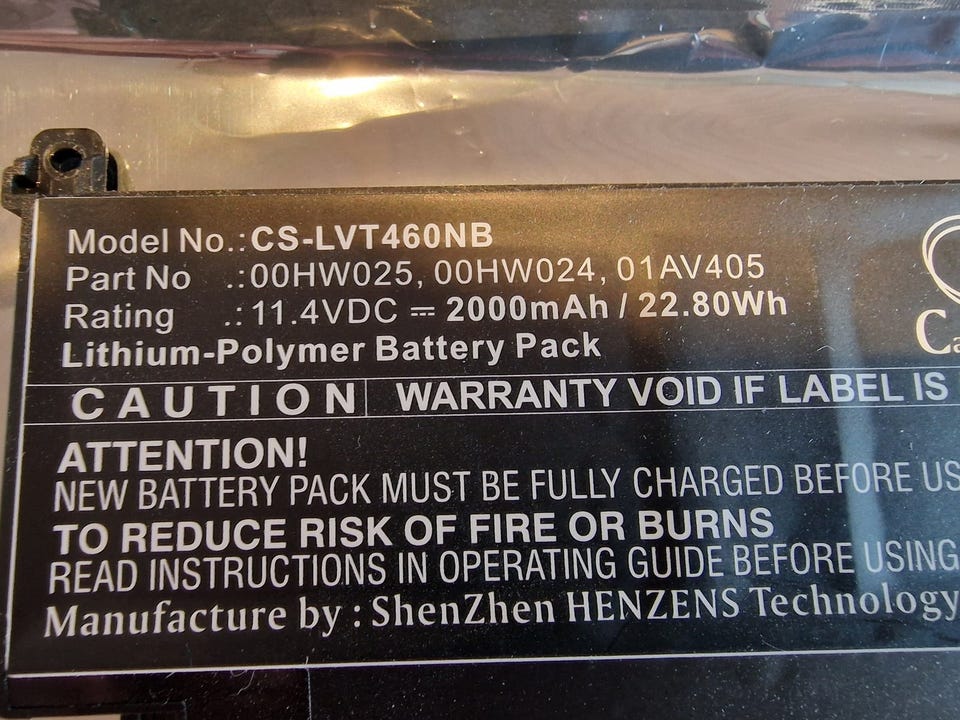 Model No.:CS-LVT460NB
Part No .:00HW025, 00HW024, 01AV405
Rating .: 11.4VDC ⎓ 2000mAh / 22.80Wh
Lithium-Polymer Battery Pack
CAUTION WARRANTY VOID IF LABEL IS
ATTENTION!
NEW BATTERY PACK MUST BE FULLY CHARGED BEFORE
TO REDUCE RISK OF FIRE OR BURNS
READ INSTRUCTIONS IN OPERATING GUIDE BEFORE USING
Manufacture by : ShenZhen HENZENS Technology